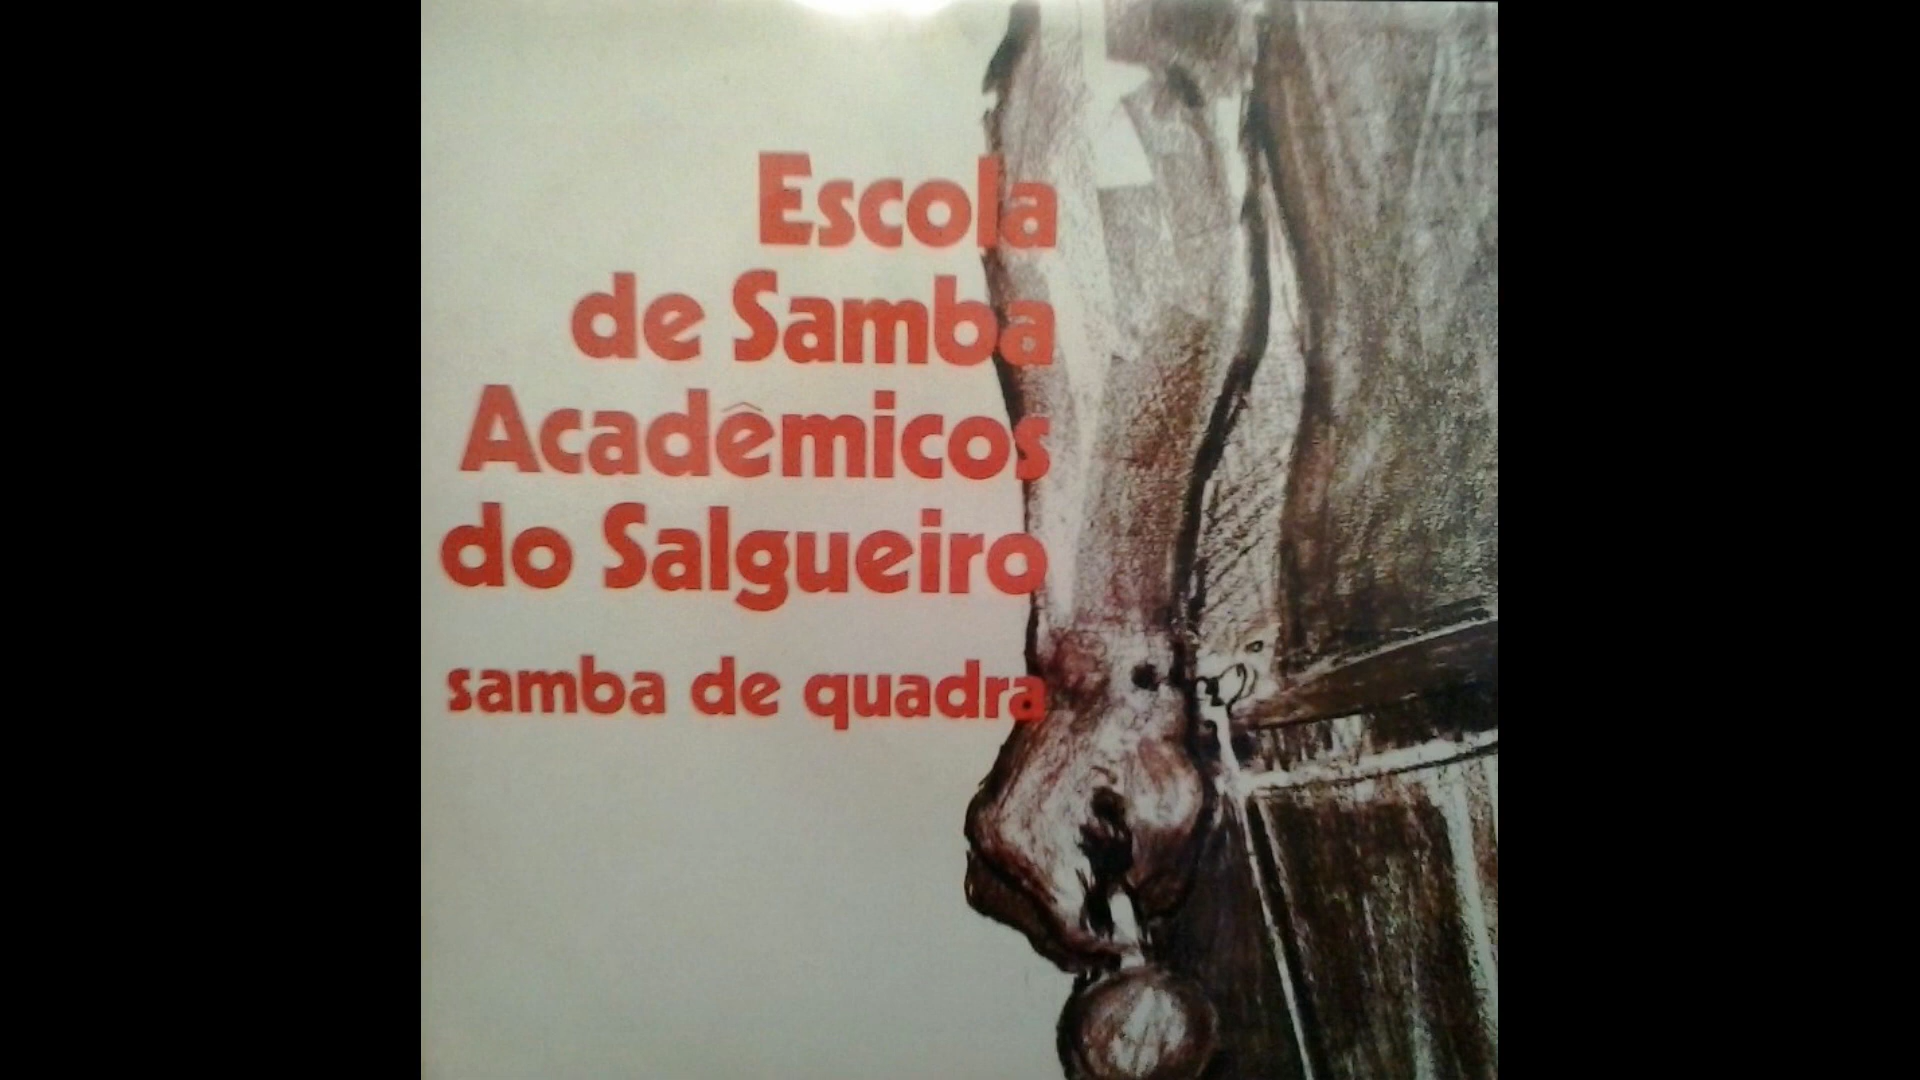 Escola
de Samba
Acadêmicos
do Salgueiro
samba de quadra